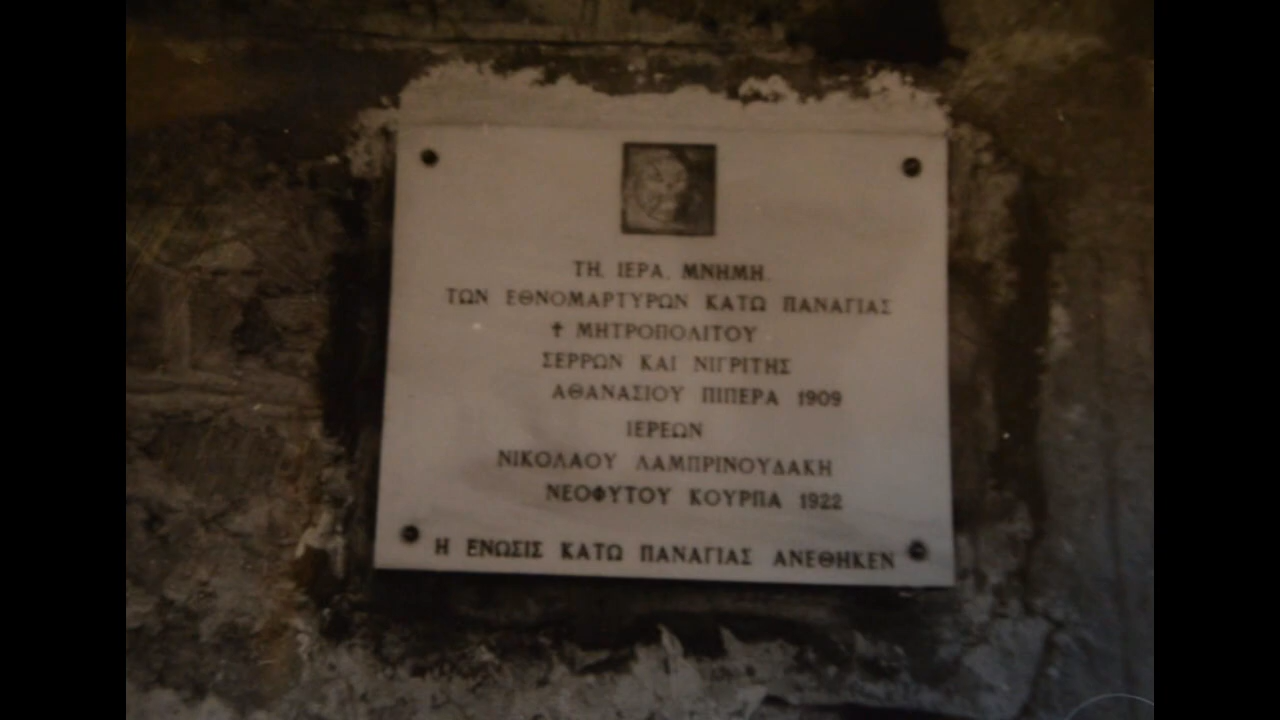 ΤΗ. ΙΕΡΑ. ΜΝΗΜΗ.
ΤΩΝ ΕΘΝΟΜΑΡΤΥΡΩΝ ΚΑΤΩ ΠΑΝΑΓΙΑΣ
✝ ΜΗΤΡΟΠΟΛΙΤΟΥ
ΣΕΡΡΩΝ ΚΑΙ ΝΙΓΡΙΤΗΣ
ΑΘΑΝΑΣΙΟΥ ΠΙΠΕΡΑ 1909
ΙΕΡΕΩΝ
ΝΙΚΟΛΑΟΥ ΛΑΜΠΡΙΝΟΥΔΑΚΗ
ΝΕΟΦΥΤΟΥ ΚΟΥΡΠΑ 1922
Η ΕΝΩΣΙΣ ΚΑΤΩ ΠΑΝΑΓΙΑΣ ΑΝΕΘΗΚΕΝ